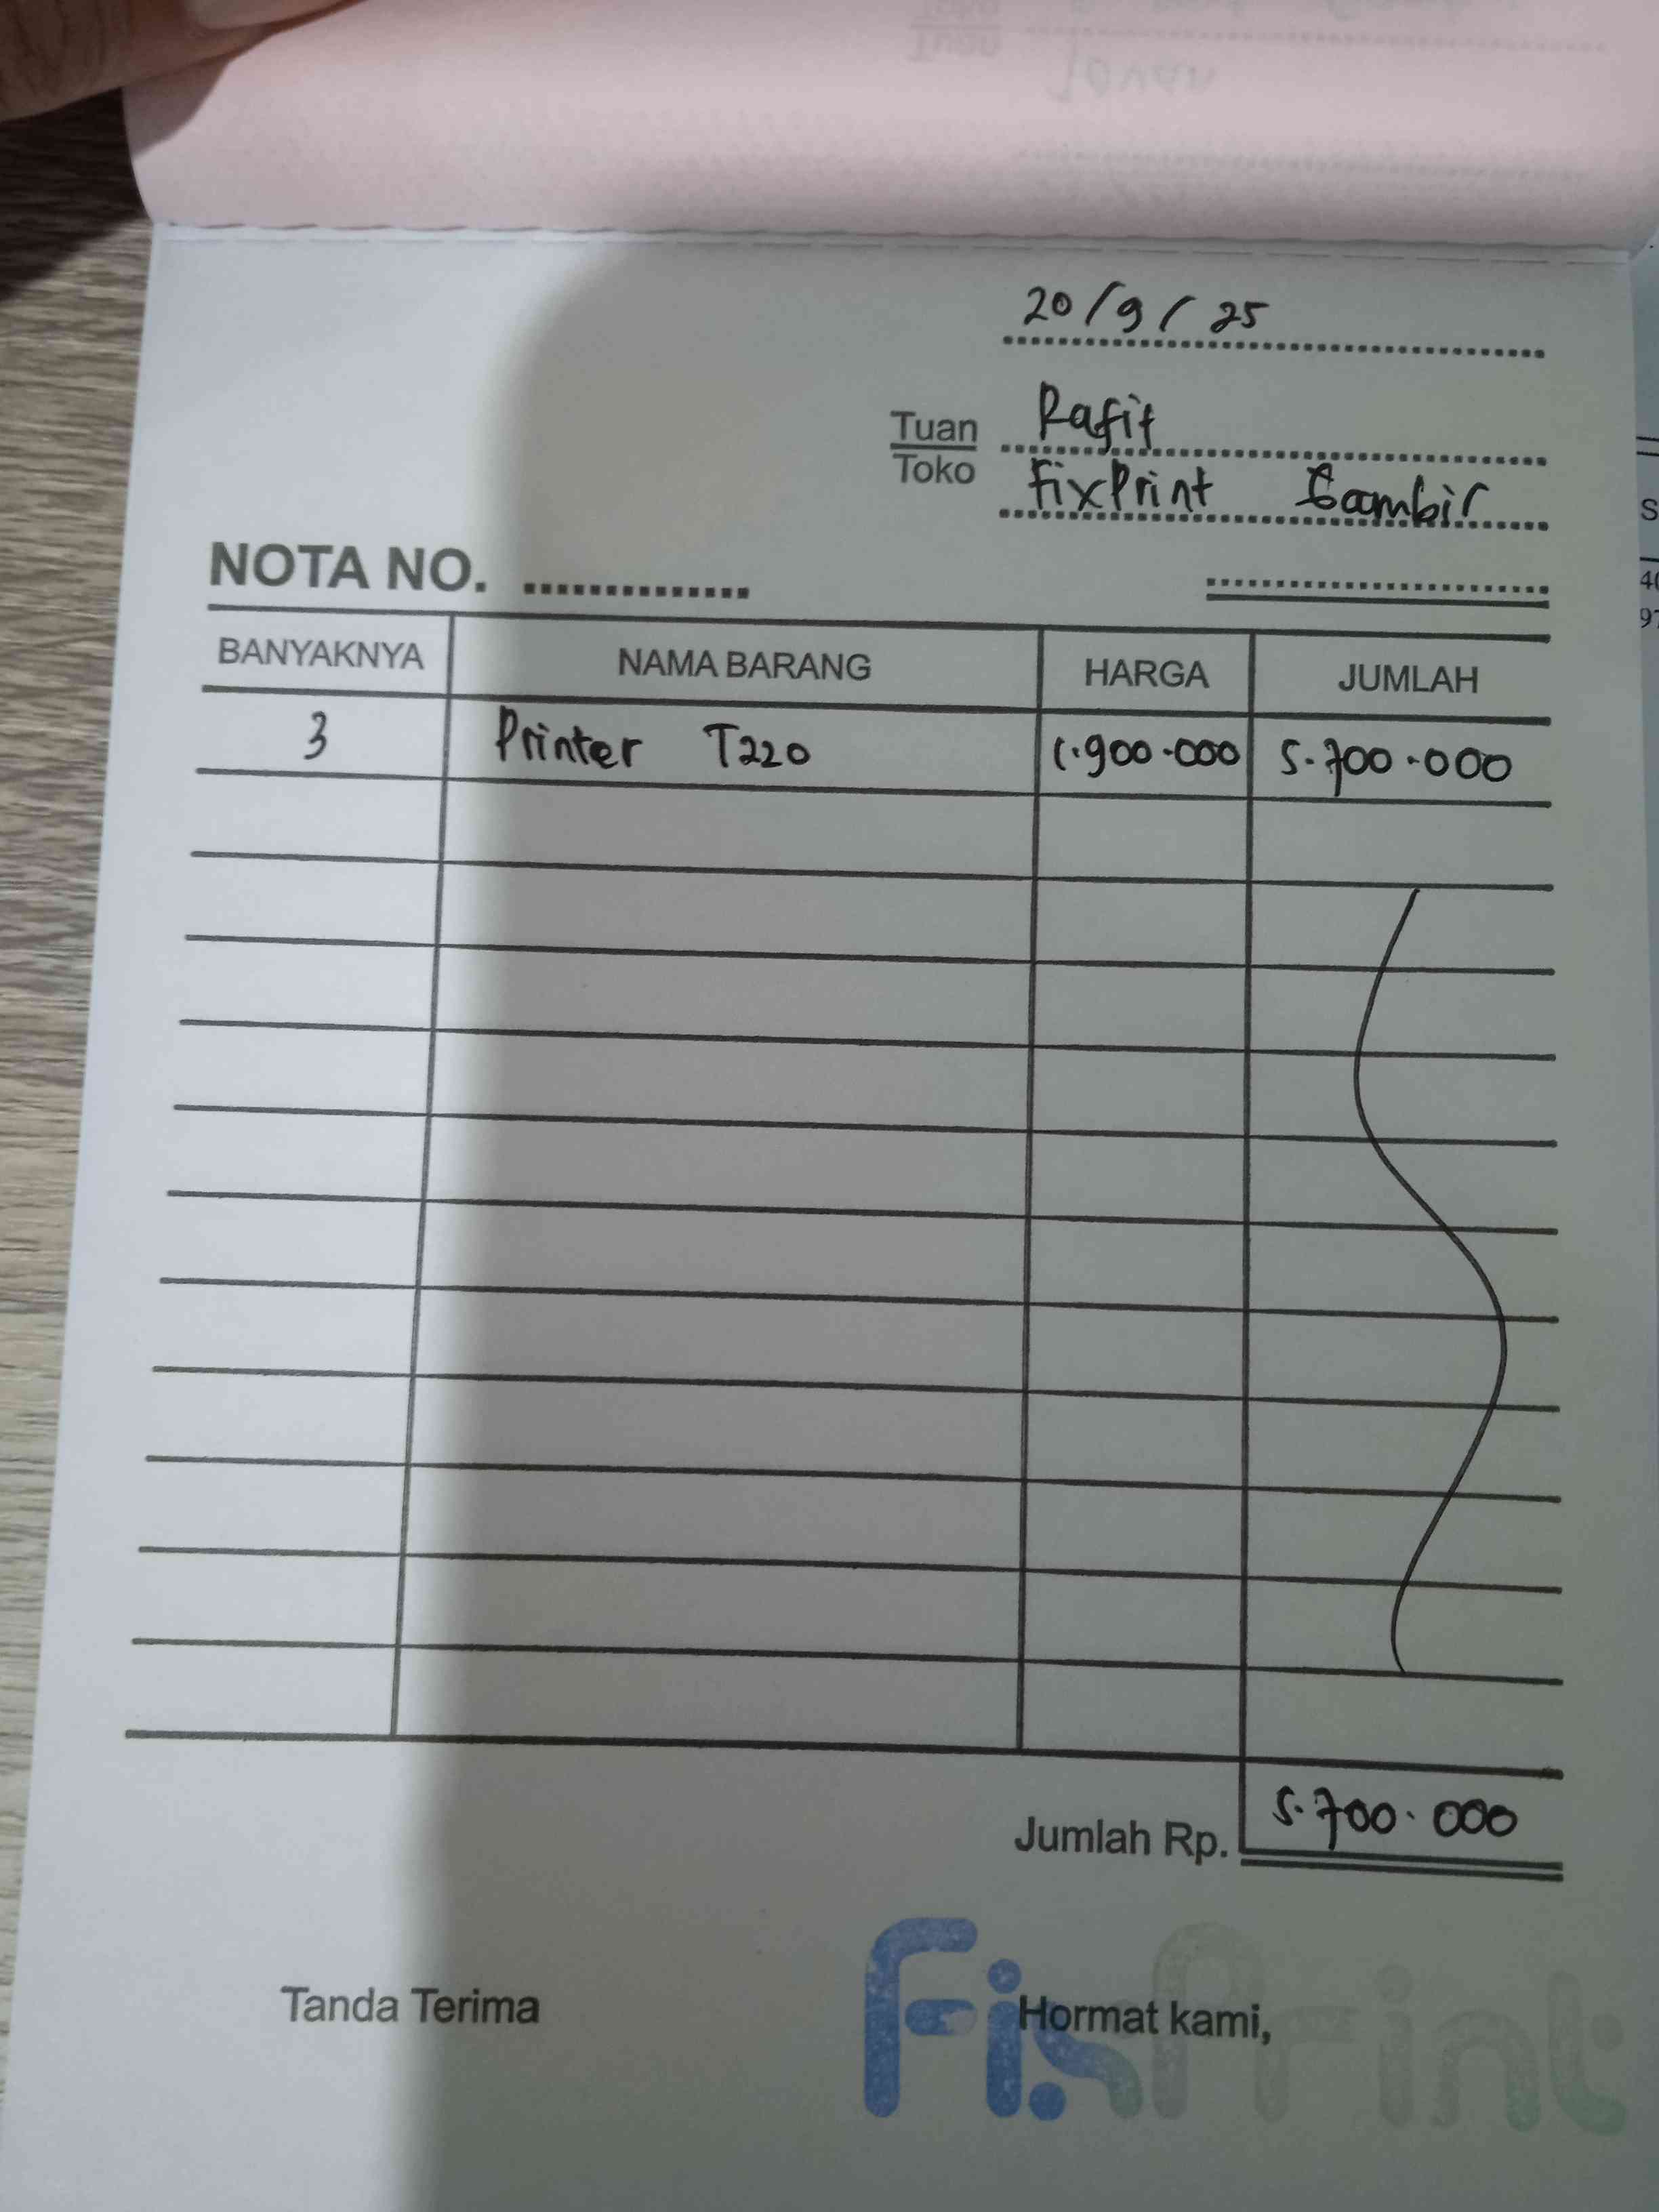 20/9/25
Tuan Rafif
Toko FixPrint Gambir
NOTA NO. ..............
BANYAKNYA NAMA BARANG HARGA JUMLAH
3 Printer T220 1.900.000 5.700.000
Jumlah Rp. 5.700.000
Tanda Terima Hormat kami,
FixPrint